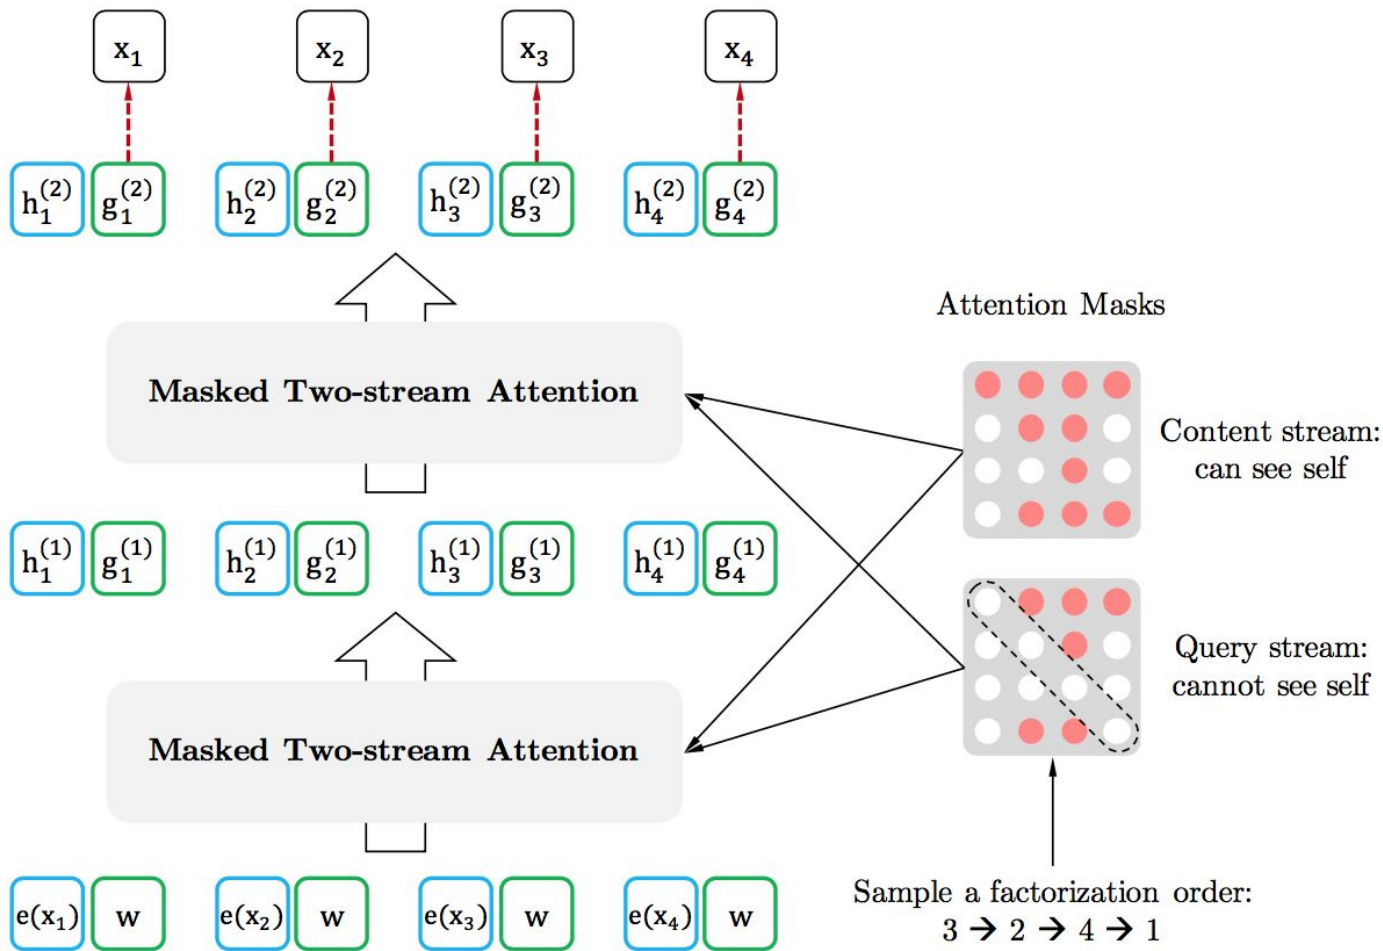 x₁ x₂ x₃ x₄
h₁⁽²⁾ g₁⁽²⁾ h₂⁽²⁾ g₂⁽²⁾ h₃⁽²⁾ g₃⁽²⁾ h₄⁽²⁾ g₄⁽²⁾
Attention Masks
Masked Two-stream Attention
Content stream:
can see self
h₁⁽¹⁾ g₁⁽¹⁾ h₂⁽¹⁾ g₂⁽¹⁾ h₃⁽¹⁾ g₃⁽¹⁾ h₄⁽¹⁾ g₄⁽¹⁾
Query stream:
cannot see self
Masked Two-stream Attention
e(x₁) w e(x₂) w e(x₃) w e(x₄) w
Sample a factorization order:
3 → 2 → 4 → 1